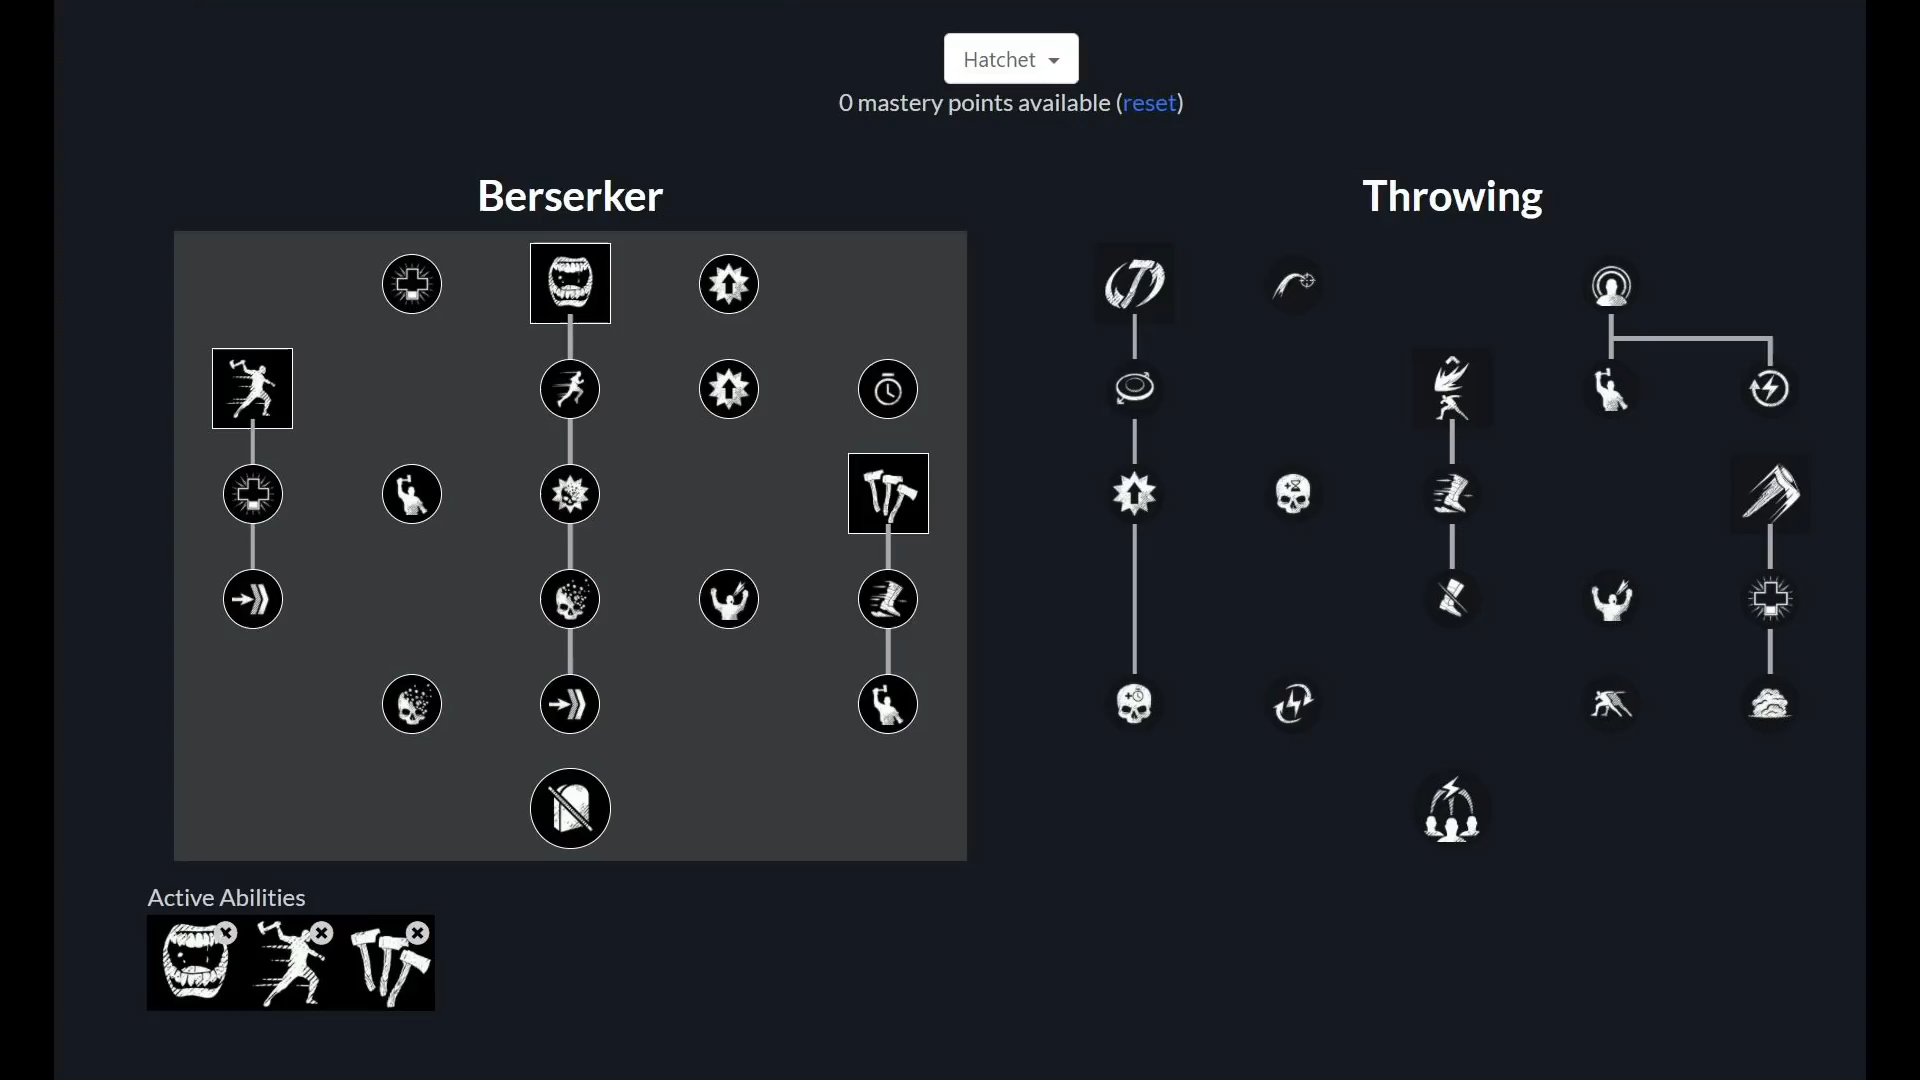 Hatchet
0 mastery points available (reset)
Berserker
Throwing
Active Abilities